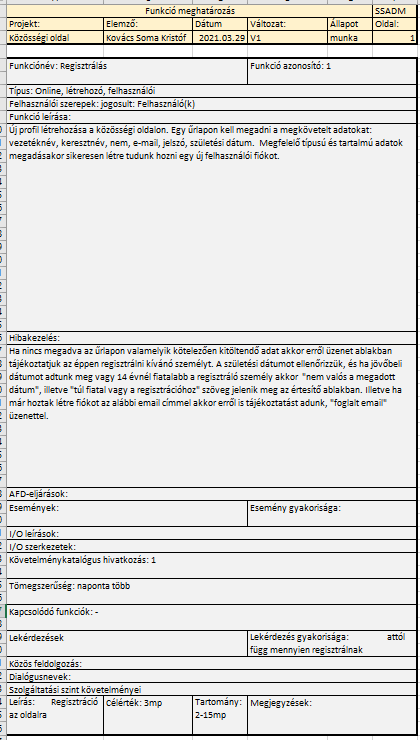 Funkció meghatározás SSADM
Projekt: Elemző: Dátum Változat: Állapot Oldal:
Közösségi oldal Kovács Soma Kristóf 2021.03.29 V1 munka 1
Funkciónév: Regisztrálás Funkció azonosító: 1
Típus: Online, létrehozó, felhasználói
Felhasználói szerepek: jogosult: Felhasználó(k)
Funkció leírása:
Új profil létrehozása a közösségi oldalon. Egy űrlapon kell megadni a megkövetelt adatokat:
vezetéknév, keresztnév, nem, e-mail, jelszó, születési dátum. Megfelelő típusú és tartalmú adatok
megadásakor sikeresen létre tudunk hozni egy új felhasználói fiókot.
Hibakezelés:
Ha nincs megadva az űrlapon valamelyik kötelezően kitöltendő adat akkor erről üzenet ablakban
tájékoztatjuk az éppen regisztrálni kívánó személyt. A születési dátumot ellenőrizzük, és ha jövőbeli
dátumot adtunk meg vagy 14 évnél fiatalabb a regisztráló személy akkor "nem valós a megadott
dátum", illetve "túl fiatal vagy a regisztrációhoz" szöveg jelenik meg az értesítő ablakban. Illetve ha
már hoztak létre fiókot az alábbi email címmel akkor erről is tájékoztatást adunk, "foglalt email"
üzenettel.
AFD-eljárások:
Események: Esemény gyakorisága:
I/O leírások:
I/O szerkezetek:
Követelménykatalógus hivatkozás: 1
Tömegszerűség: naponta több
Kapcsolódó funkciók: -
Lekérdezések Lekérdezés gyakorisága: attól
függ mennyien regisztrálnak
Közös feldolgozás:
Dialógusnevek:
Szolgáltatási szint követelményei
Leírás: Regisztráció Célérték: 3mp Tartomány: Megjegyzések:
az oldalra 2-15mp